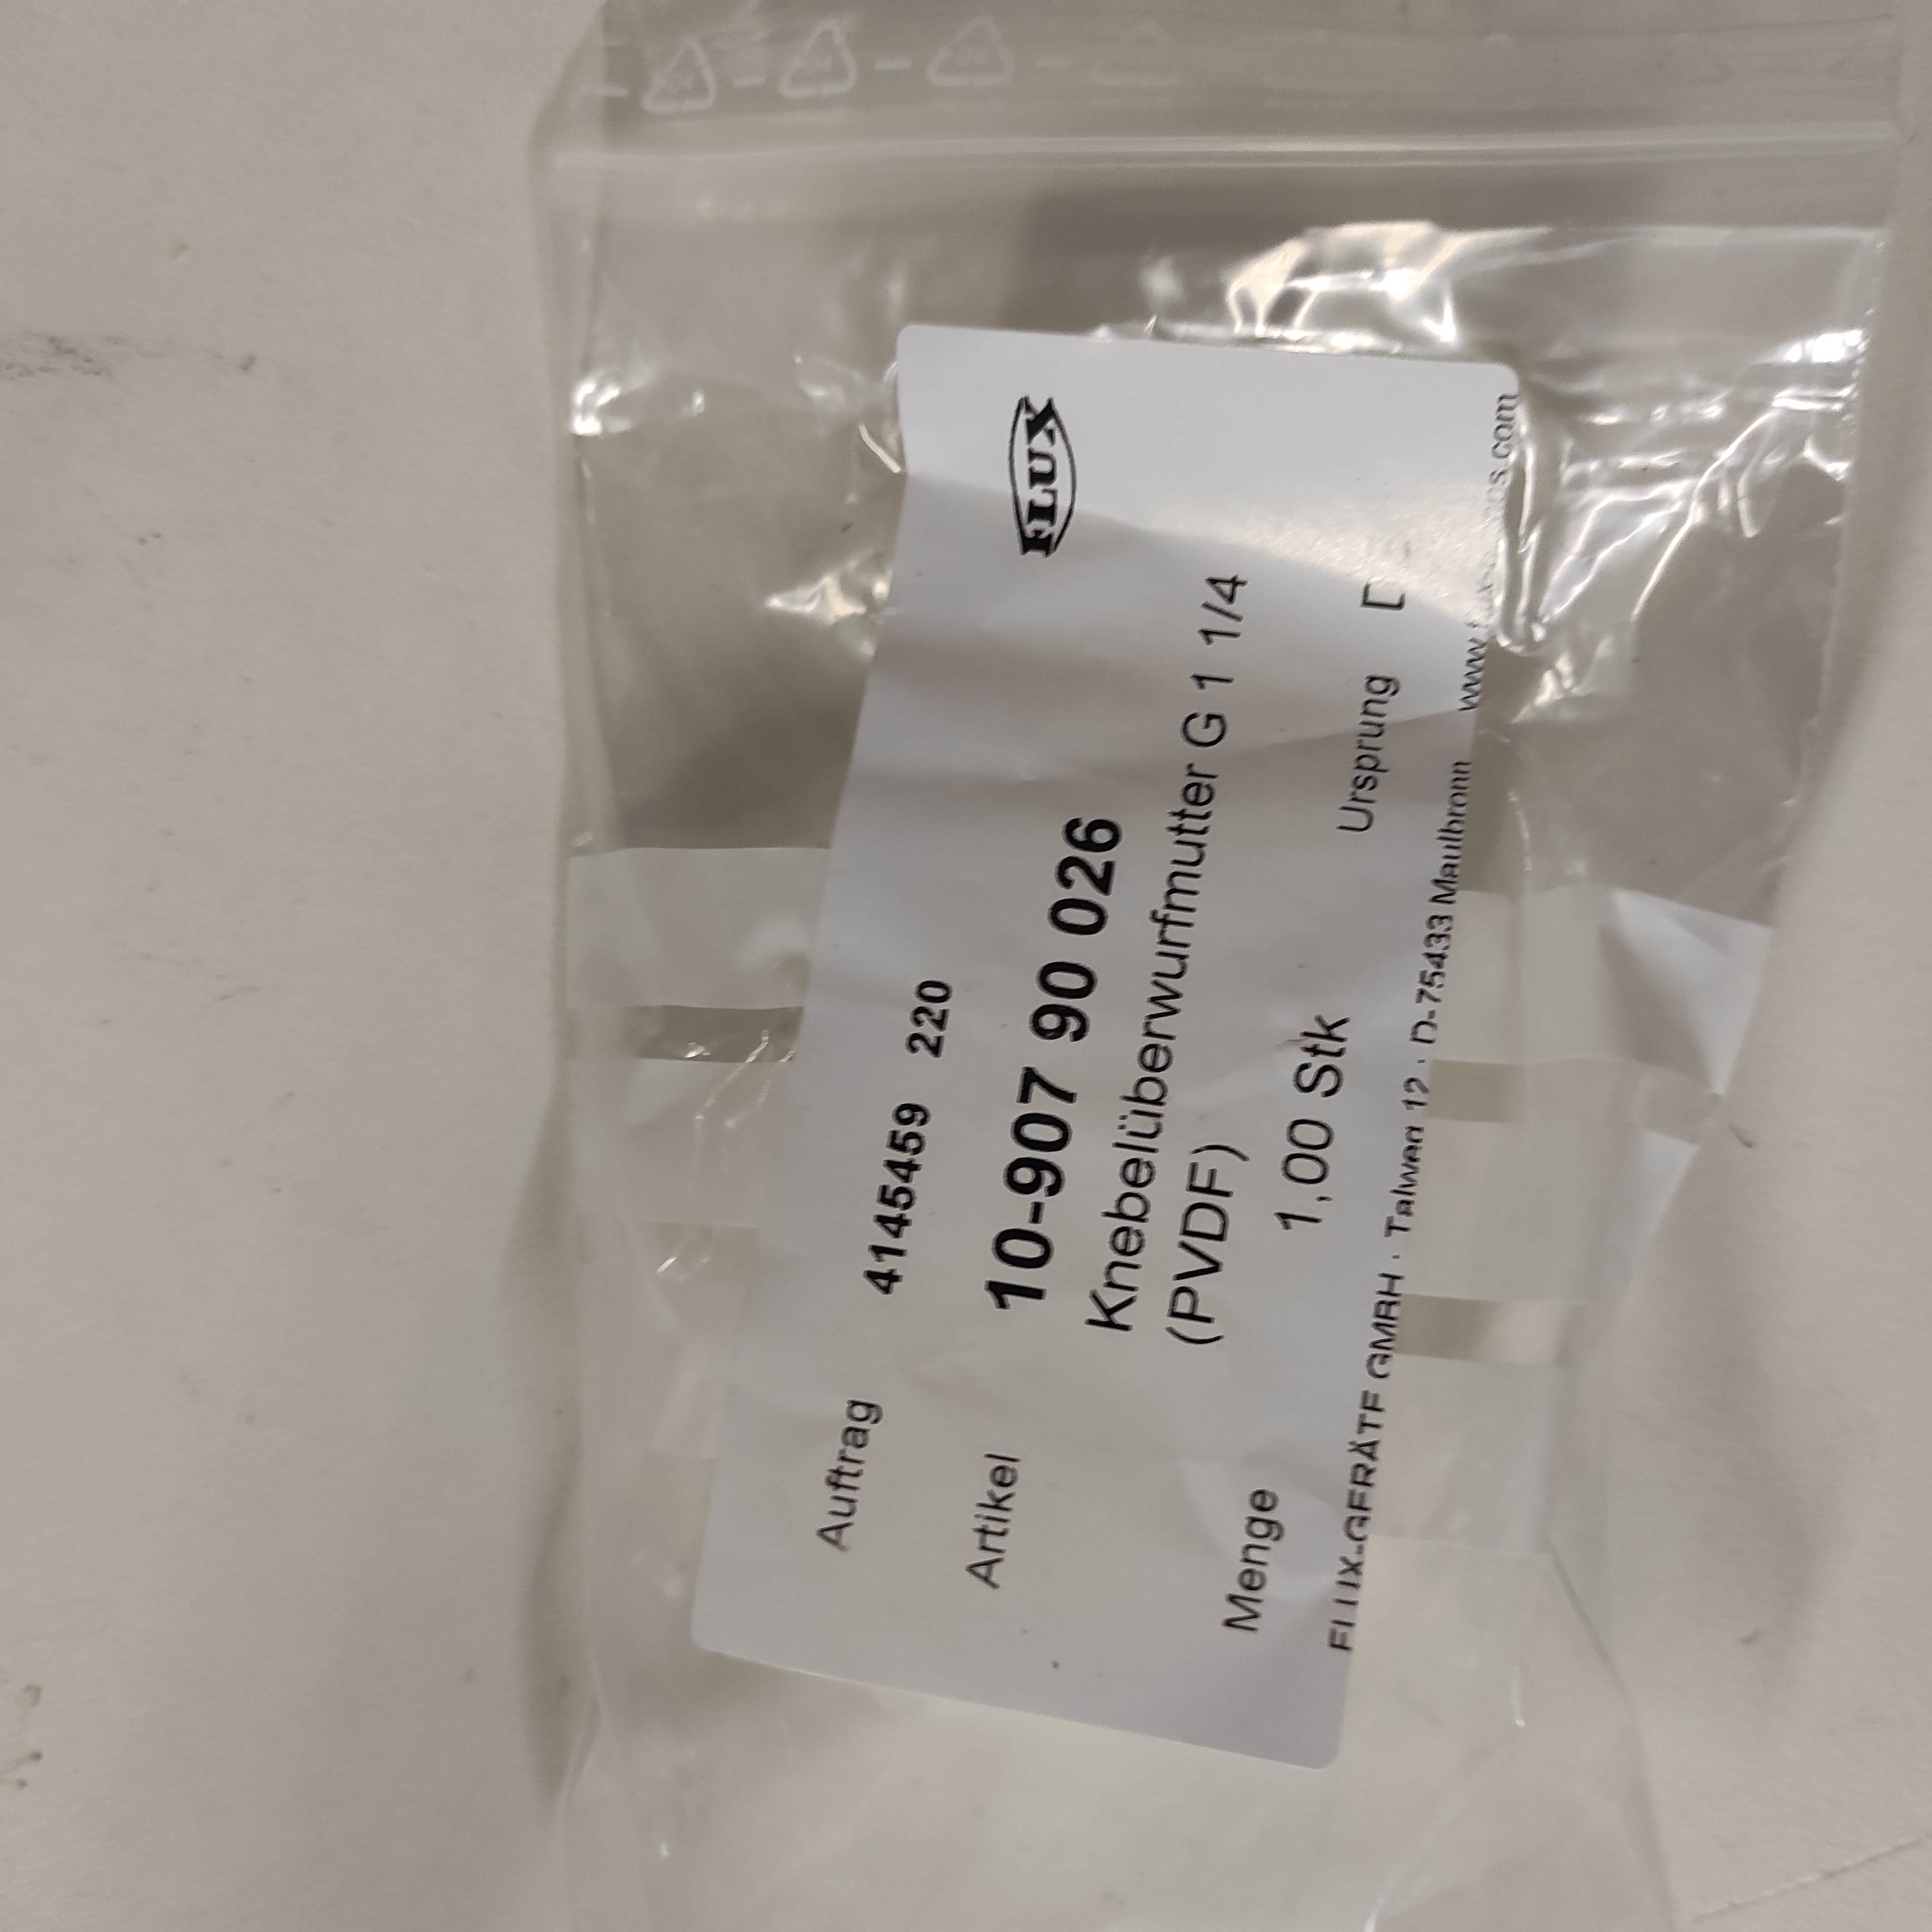 FLUX
Auftrag 4145459 220
Artikel 10-907 90 026
Knebelüberwurfmutter G 1 1/4
(PVDF)
Menge 1,00 Stk Ursprung
FLUX-GERÄTE GMBH · Talweg 12 · D-75433 Maulbronn